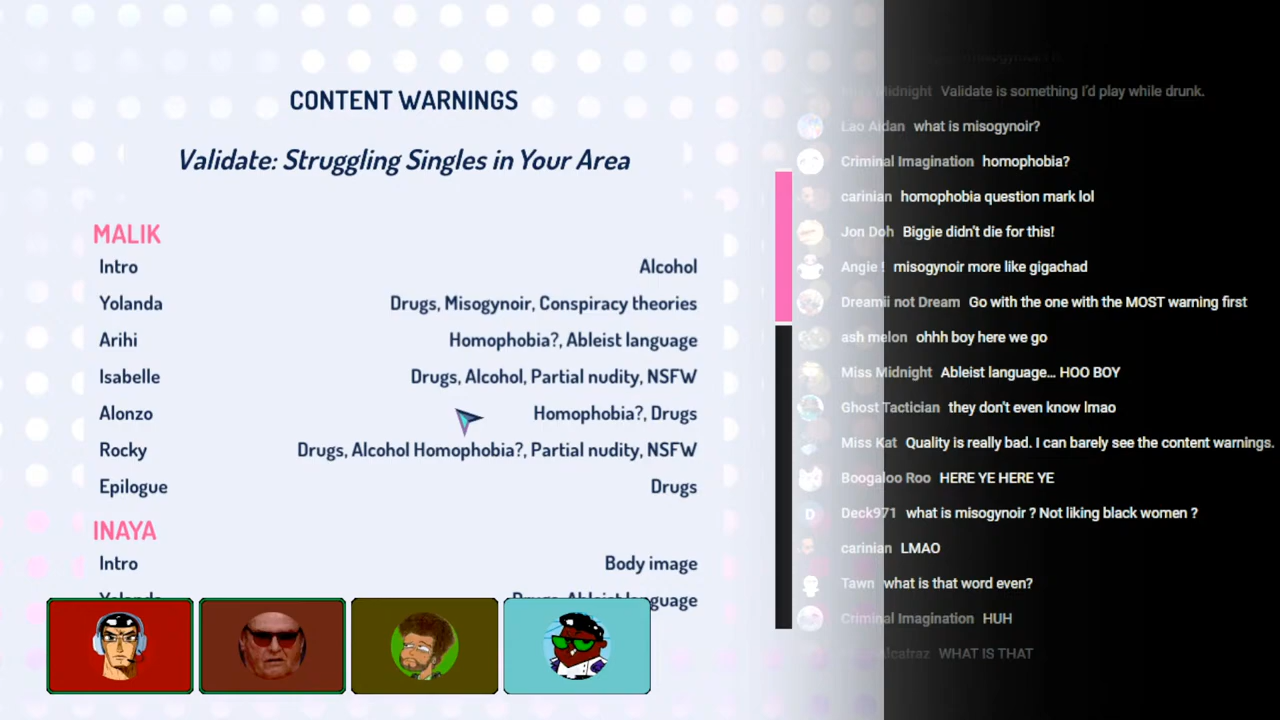 CONTENT WARNINGS
Validate: Struggling Singles in Your Area
MALIK
Intro Alcohol
Yolanda Drugs, Misogynoir, Conspiracy theories
Arihi Homophobia?, Ableist language
Isabelle Drugs, Alcohol, Partial nudity, NSFW
Alonzo Homophobia?, Drugs
Rocky Drugs, Alcohol Homophobia?, Partial nudity, NSFW
Epilogue Drugs
INAYA
Intro Body image
Yolanda Drugs, Ableist language
Miss Midnight Validate is something I'd play while drunk.
Lao Aidan what is misogynoir?
Criminal Imagination homophobia?
carinian homophobia question mark lol
Jon Doh Biggie didn't die for this!
Angie ! misogynoir more like gigachad
Dreamii not Dream Go with the one with the MOST warning first
ash melon ohhh boy here we go
Miss Midnight Ableist language... HOO BOY
Ghost Tactician they don't even know lmao
Miss Kat Quality is really bad. I can barely see the content warnings.
Boogaloo Roo HERE YE HERE YE
D Deck971 what is misogynoir ? Not liking black women ?
carinian LMAO
Tawn what is that word even?
Criminal Imagination HUH
Alcatraz WHAT IS THAT